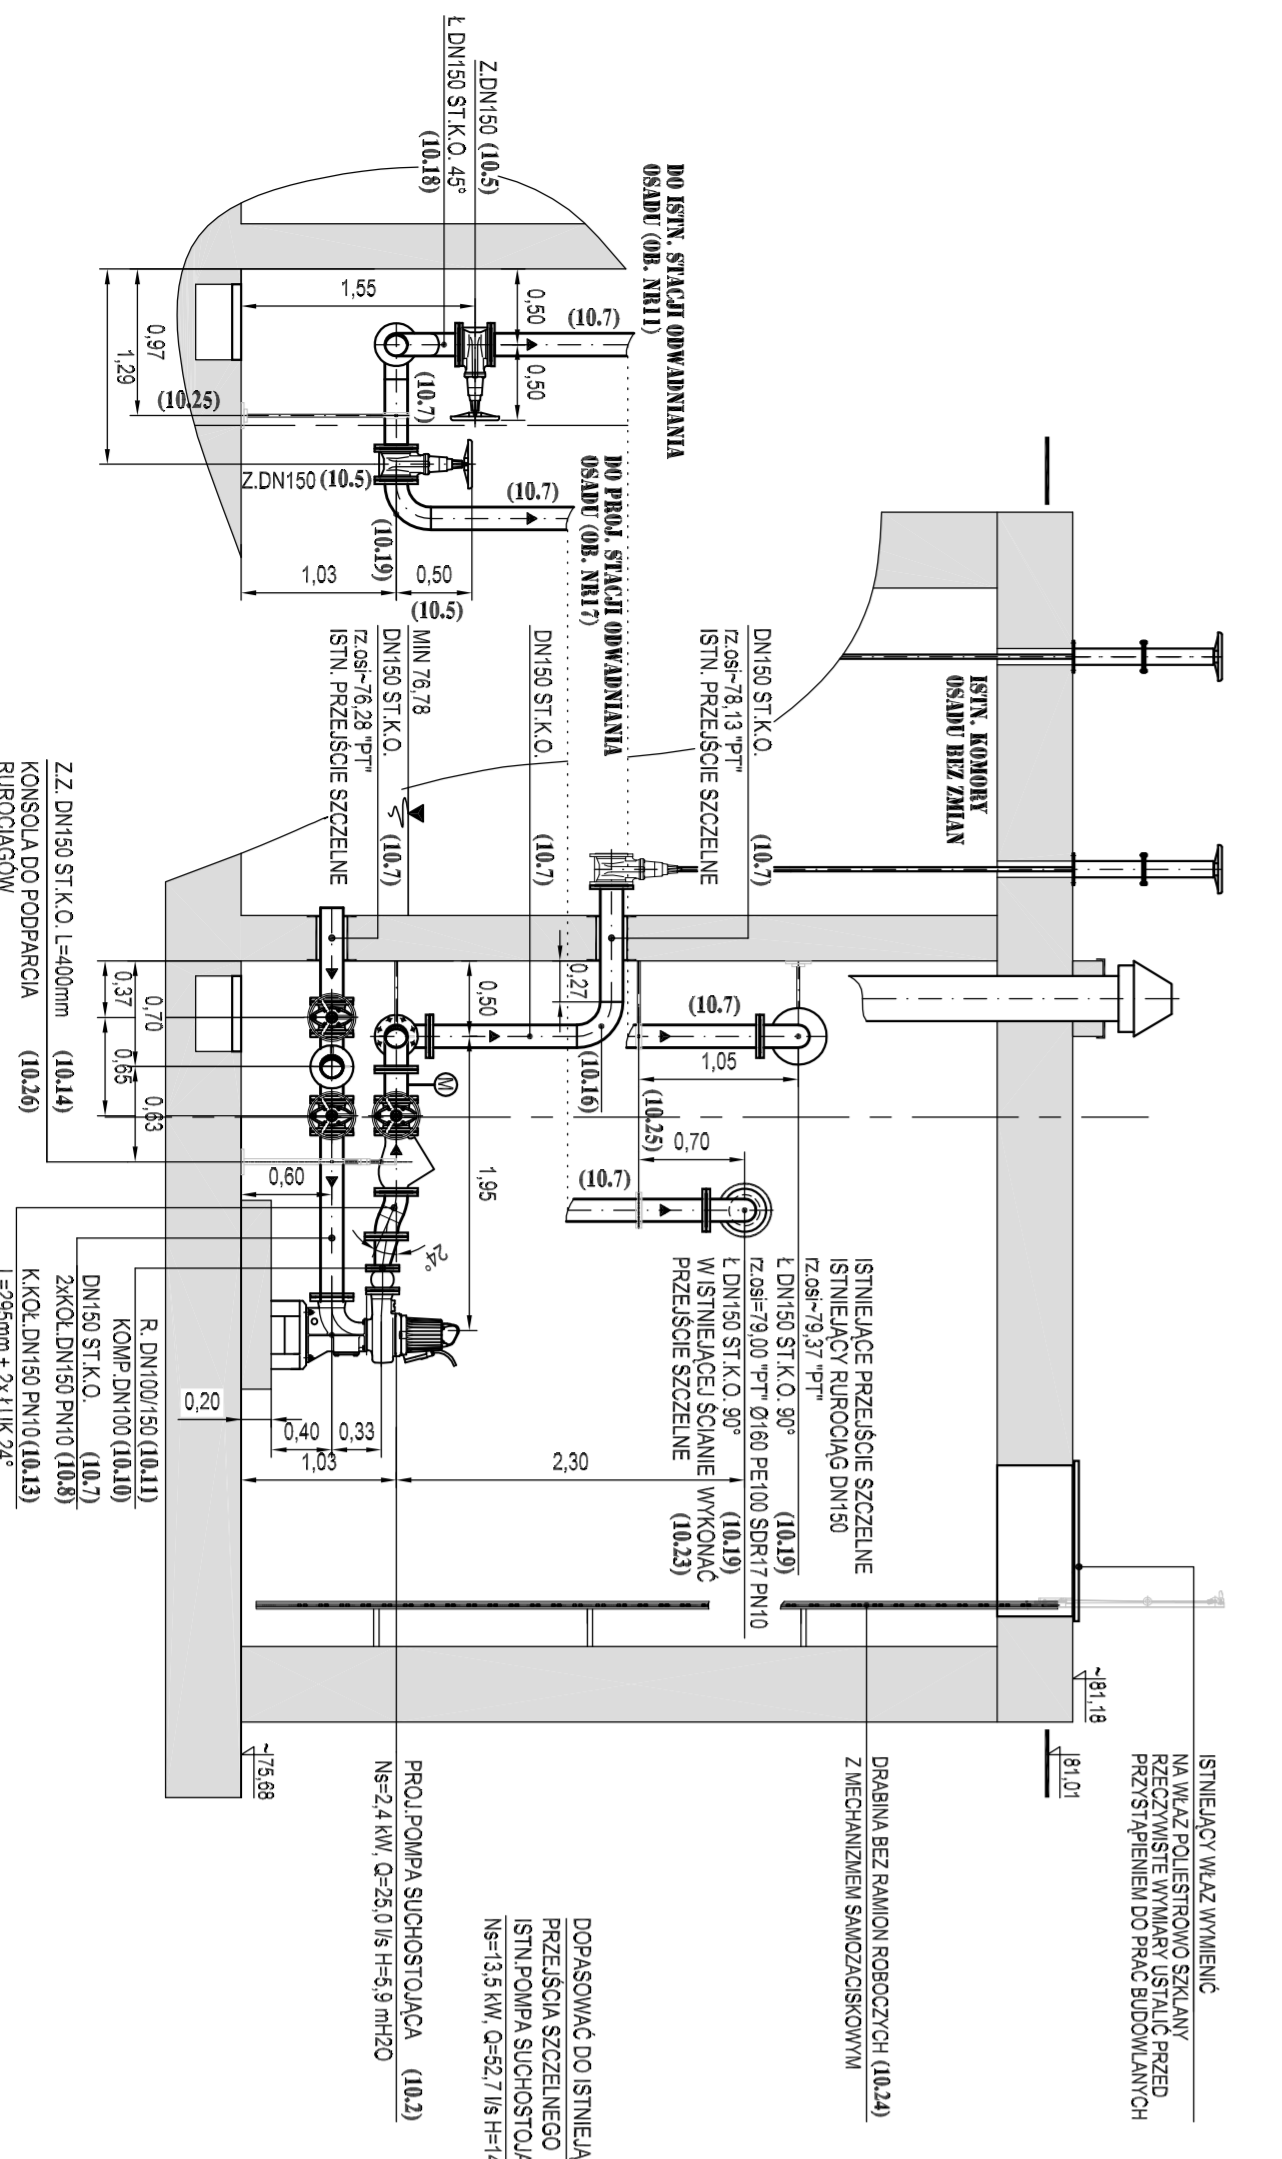 ISTNIEJĄCY WŁAZ WYMIENIĆ
NA WŁAZ POLIESTROWO SZKLANY
RZECZYWISTE WYMIARY USTALIĆ PRZED
PRZYSTĄPIENIEM DO PRAC BUDOWLANYCH
~81,18
81,01
~75,68
ISTN. KOMORY
OSADU BEZ ZMIAN
DRABINA BEZ RAMION ROBOCZYCH (10.24)
Z MECHANIZMEM SAMOZACISKOWYM
ISTNIEJĄCE PRZEJŚCIE SZCZELNE
ISTNIEJĄCY RUROCIĄG DN150
rz.osi~79,37 "PT"
Ł DN150 ST.K.O. 90° (10.19)
rz.osi=79,00 "PT" Ø160 PE100 SDR17 PN10
Ł DN150 ST.K.O. 90° (10.19)
W ISTNIEJĄCEJ ŚCIANIE WYKONAĆ
PRZEJŚCIE SZCZELNE (10.23)
DN150 ST.K.O. (10.7)
rz.osi~78,13 "PT"
ISTN. PRZEJŚCIE SZCZELNE
DO ISTN. STACJI ODWADNIANIA
OSADU (OB. NR11)
DO PROJ. STACJI ODWADNIANIA
OSADU (OB. NR17)
DN150 ST.K.O. (10.7)
DOPASOWAĆ DO
PRZEJŚCIA SZCZELNEGO
ISTN.POMPA
Ns=13,5 kW, Q=52,7 l/s
Z.DN150 (10.5)
Ł DN150 ST.K.O. 45°
(10.18)
MIN 76,78
DN150 ST.K.O. (10.7)
rz.osi~76,28 "PT"
ISTN. PRZEJŚCIE SZCZELNE
PROJ.POMPA SUCHOSTOJĄCA (10.2)
Ns=2,4 kW, Q=25,0 l/s H=5,9 mH2O
(10.7)
1,05
(10.25)
0,70
(10.7)
(10.16)
0,27
0,50
1,95
M
24°
2,30
0,60
0,33
0,40
1,03
0,20
0,37
0,70
0,65
0,63
(10.7)
0,50
0,50
1,55
(10.7)
(10.7)
(10.19)
(10.5)
0,50
1,03
Z.DN150 (10.5)
(10.25)
0,97
1,29
R. DN100/150 (10.11)
KOMP.DN100 (10.10)
DN150 ST.K.O. (10.7)
2xKOŁ.DN150 PN10 (10.8)
K.KOŁ.DN150 PN10 (10.13)
L=295mm + 2x ŁUK 24°
Z.Z. DN150 ST.K.O. L=400mm (10.14)
KONSOLA DO PODPARCIA (10.26)
RUROCIĄGÓW